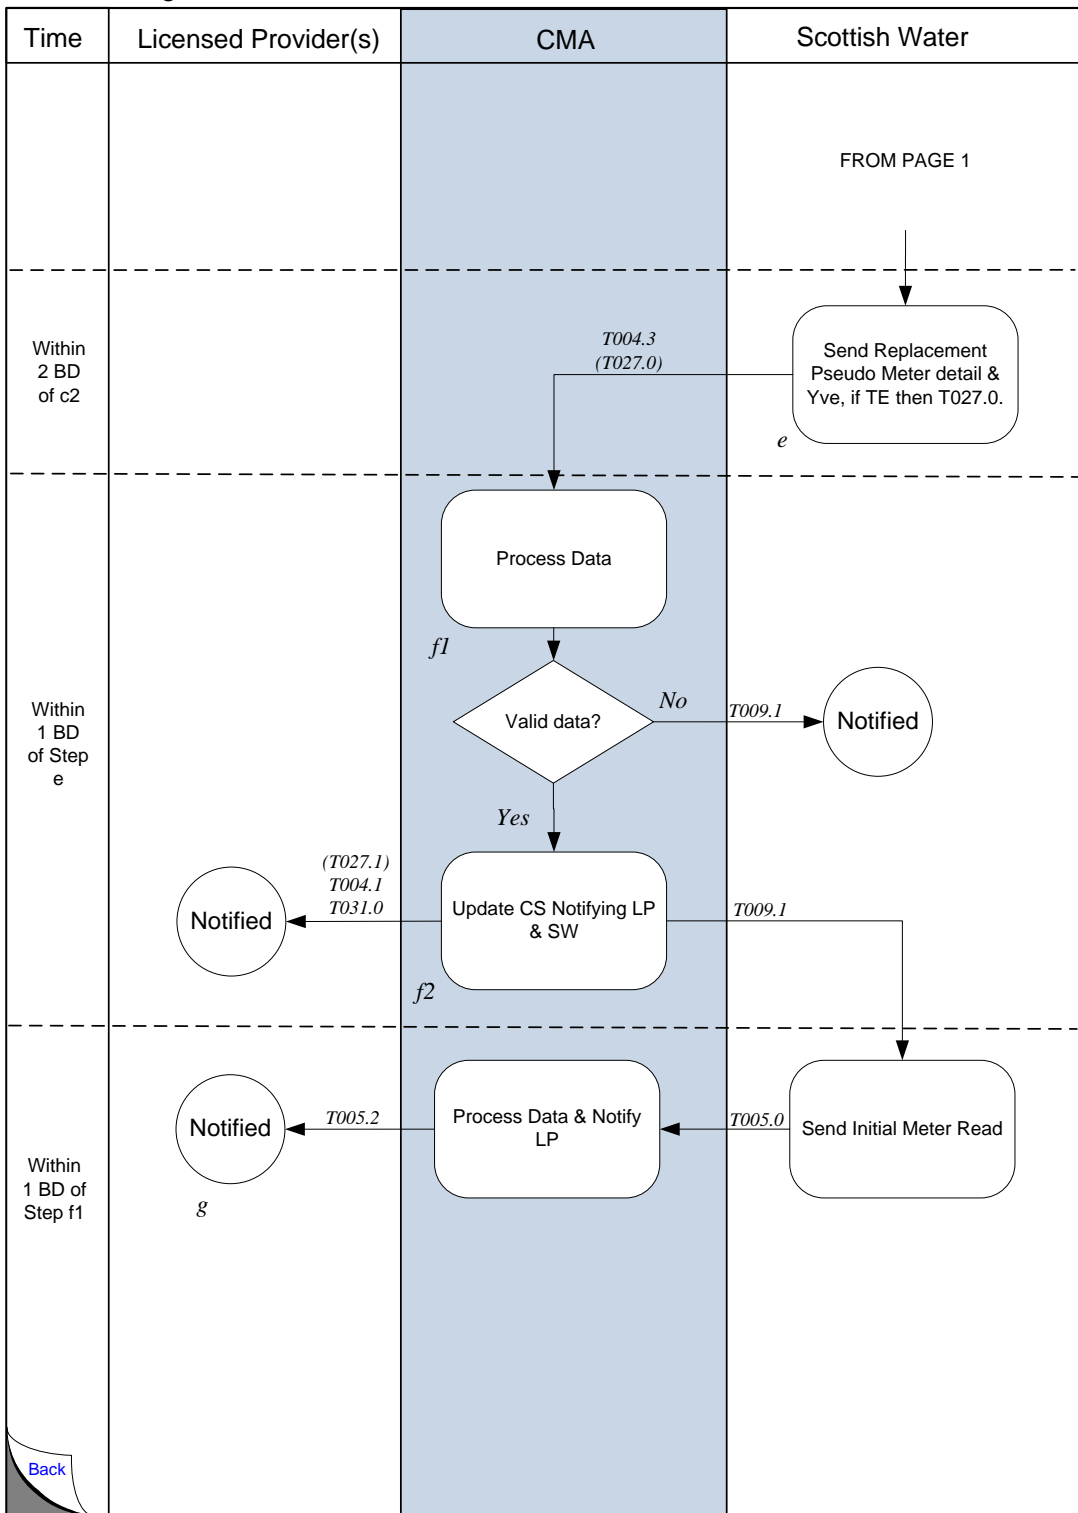 Time
Licensed Provider(s)
CMA
Scottish Water
FROM PAGE 1
Within
2 BD
of c2
T004.3
(T027.0)
Send Replacement
Pseudo Meter detail &
Yve, if TE then T027.0.
e
Process Data
f1
Within
1 BD
of Step
e
Valid data?
No
T009.1
Notified
Yes
(T027.1)
T004.1
T031.0
Notified
Update CS Notifying LP
& SW
T009.1
f2
Within
1 BD of
Step f1
Notified
T005.2
Process Data & Notify
LP
T005.0
Send Initial Meter Read
g
Back